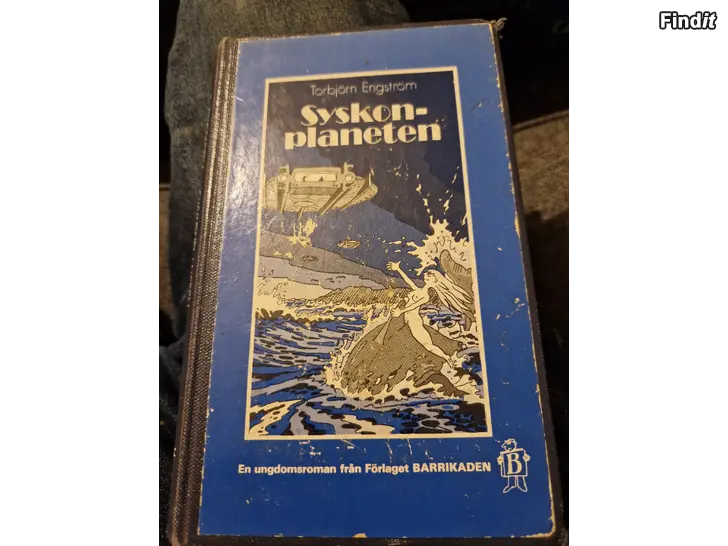 Findit
Torbjörn Engström
Syskon-
planeten
En ungdomsroman från Förlaget BARRIKADEN
B